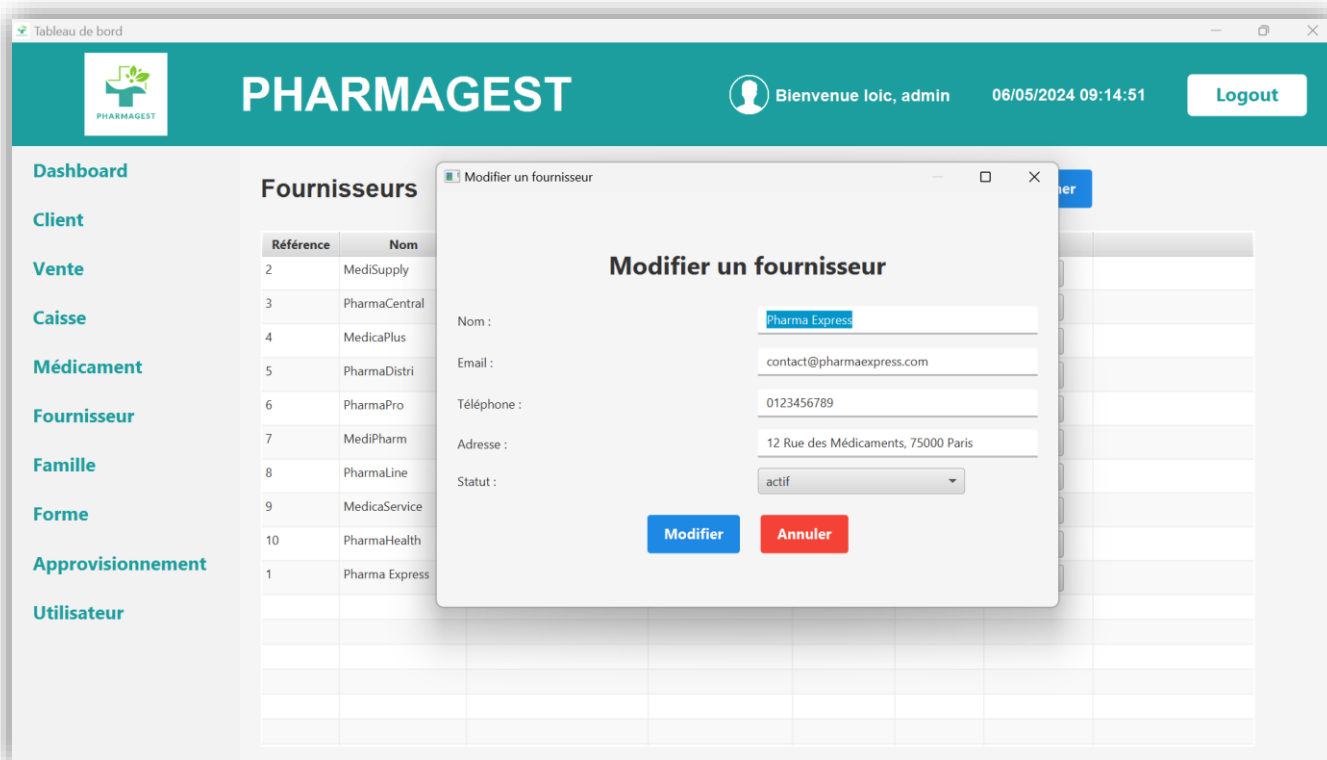 Tableau de bord
PHARMAGEST
PHARMAGEST
Bienvenue loic, admin
06/05/2024 09:14:51
Logout
Dashboard
Client
Vente
Caisse
Médicament
Fournisseur
Famille
Forme
Approvisionnement
Utilisateur
Fournisseurs
Référence Nom
2 MediSupply
3 PharmaCentral
4 MedicaPlus
5 PharmaDistri
6 PharmaPro
7 MediPharm
8 PharmaLine
9 MedicaService
10 PharmaHealth
1 Pharma Express
Modifier un fournisseur
Modifier un fournisseur
Nom : Pharma Express
Email : contact@pharmaexpress.com
Téléphone : 0123456789
Adresse : 12 Rue des Médicaments, 75000 Paris
Statut : actif
Modifier Annuler